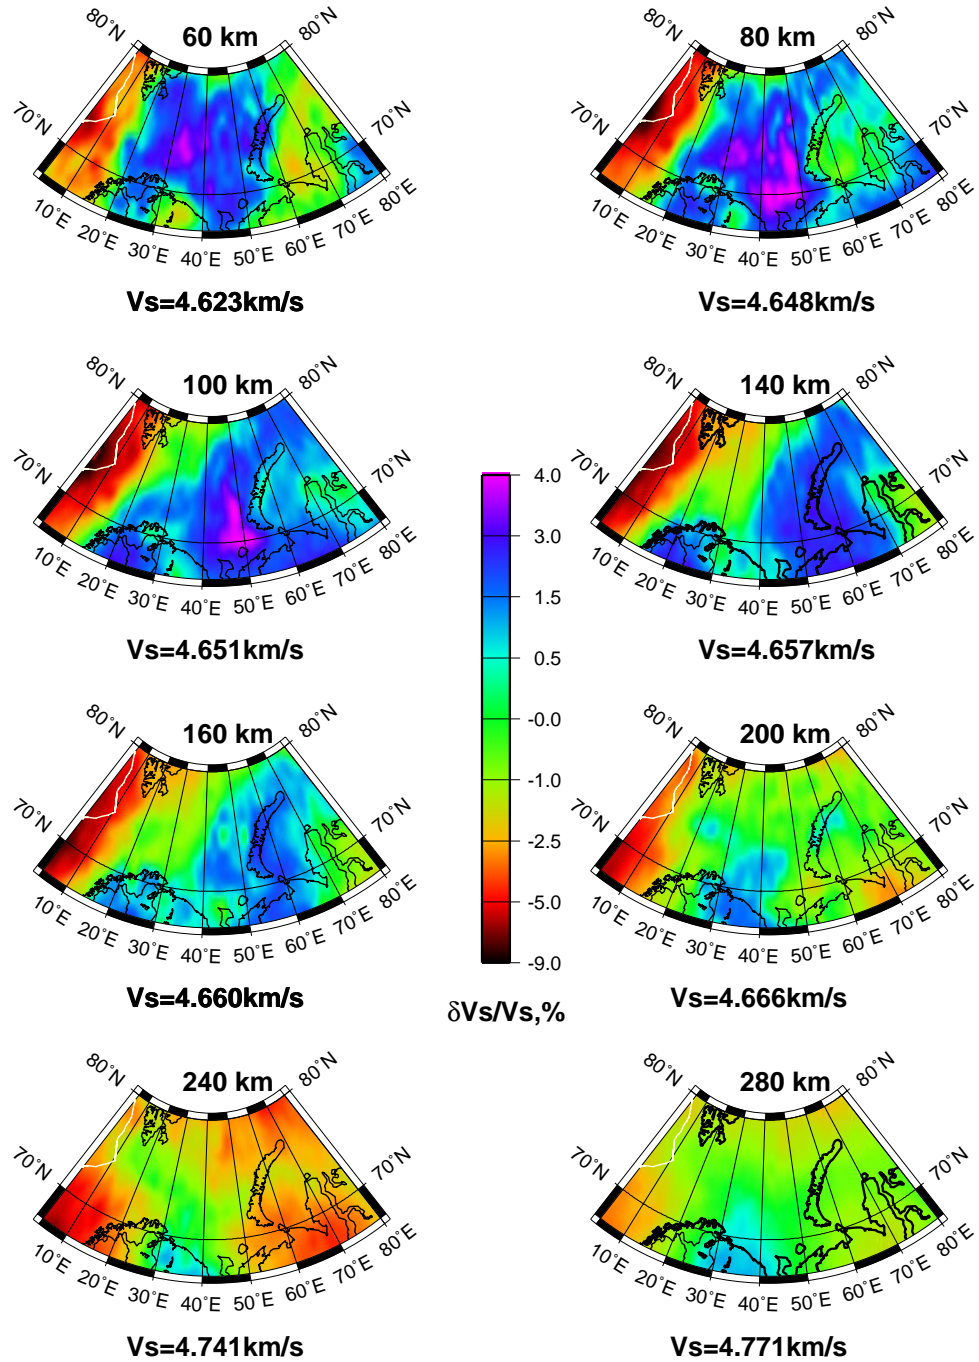 60 km
80˚N
80˚N
70˚N
70˚N
10˚E
20˚E
30˚E
40˚E
50˚E
60˚E
70˚E
80˚E
Vs=4.623km/s
80 km
80˚N
80˚N
70˚N
70˚N
10˚E
20˚E
30˚E
40˚E
50˚E
60˚E
70˚E
80˚E
Vs=4.648km/s
100 km
80˚N
80˚N
70˚N
70˚N
10˚E
20˚E
30˚E
40˚E
50˚E
60˚E
70˚E
80˚E
Vs=4.651km/s
140 km
80˚N
80˚N
70˚N
70˚N
10˚E
20˚E
30˚E
40˚E
50˚E
60˚E
70˚E
80˚E
Vs=4.657km/s
4.0
3.0
1.5
0.5
-0.0
-1.0
-2.5
-5.0
-9.0
δVs/Vs,%
160 km
80˚N
80˚N
70˚N
70˚N
10˚E
20˚E
30˚E
40˚E
50˚E
60˚E
70˚E
80˚E
Vs=4.660km/s
200 km
80˚N
80˚N
70˚N
70˚N
10˚E
20˚E
30˚E
40˚E
50˚E
60˚E
70˚E
80˚E
Vs=4.666km/s
240 km
80˚N
80˚N
70˚N
70˚N
10˚E
20˚E
30˚E
40˚E
50˚E
60˚E
70˚E
80˚E
Vs=4.741km/s
280 km
80˚N
80˚N
70˚N
70˚N
10˚E
20˚E
30˚E
40˚E
50˚E
60˚E
70˚E
80˚E
Vs=4.771km/s